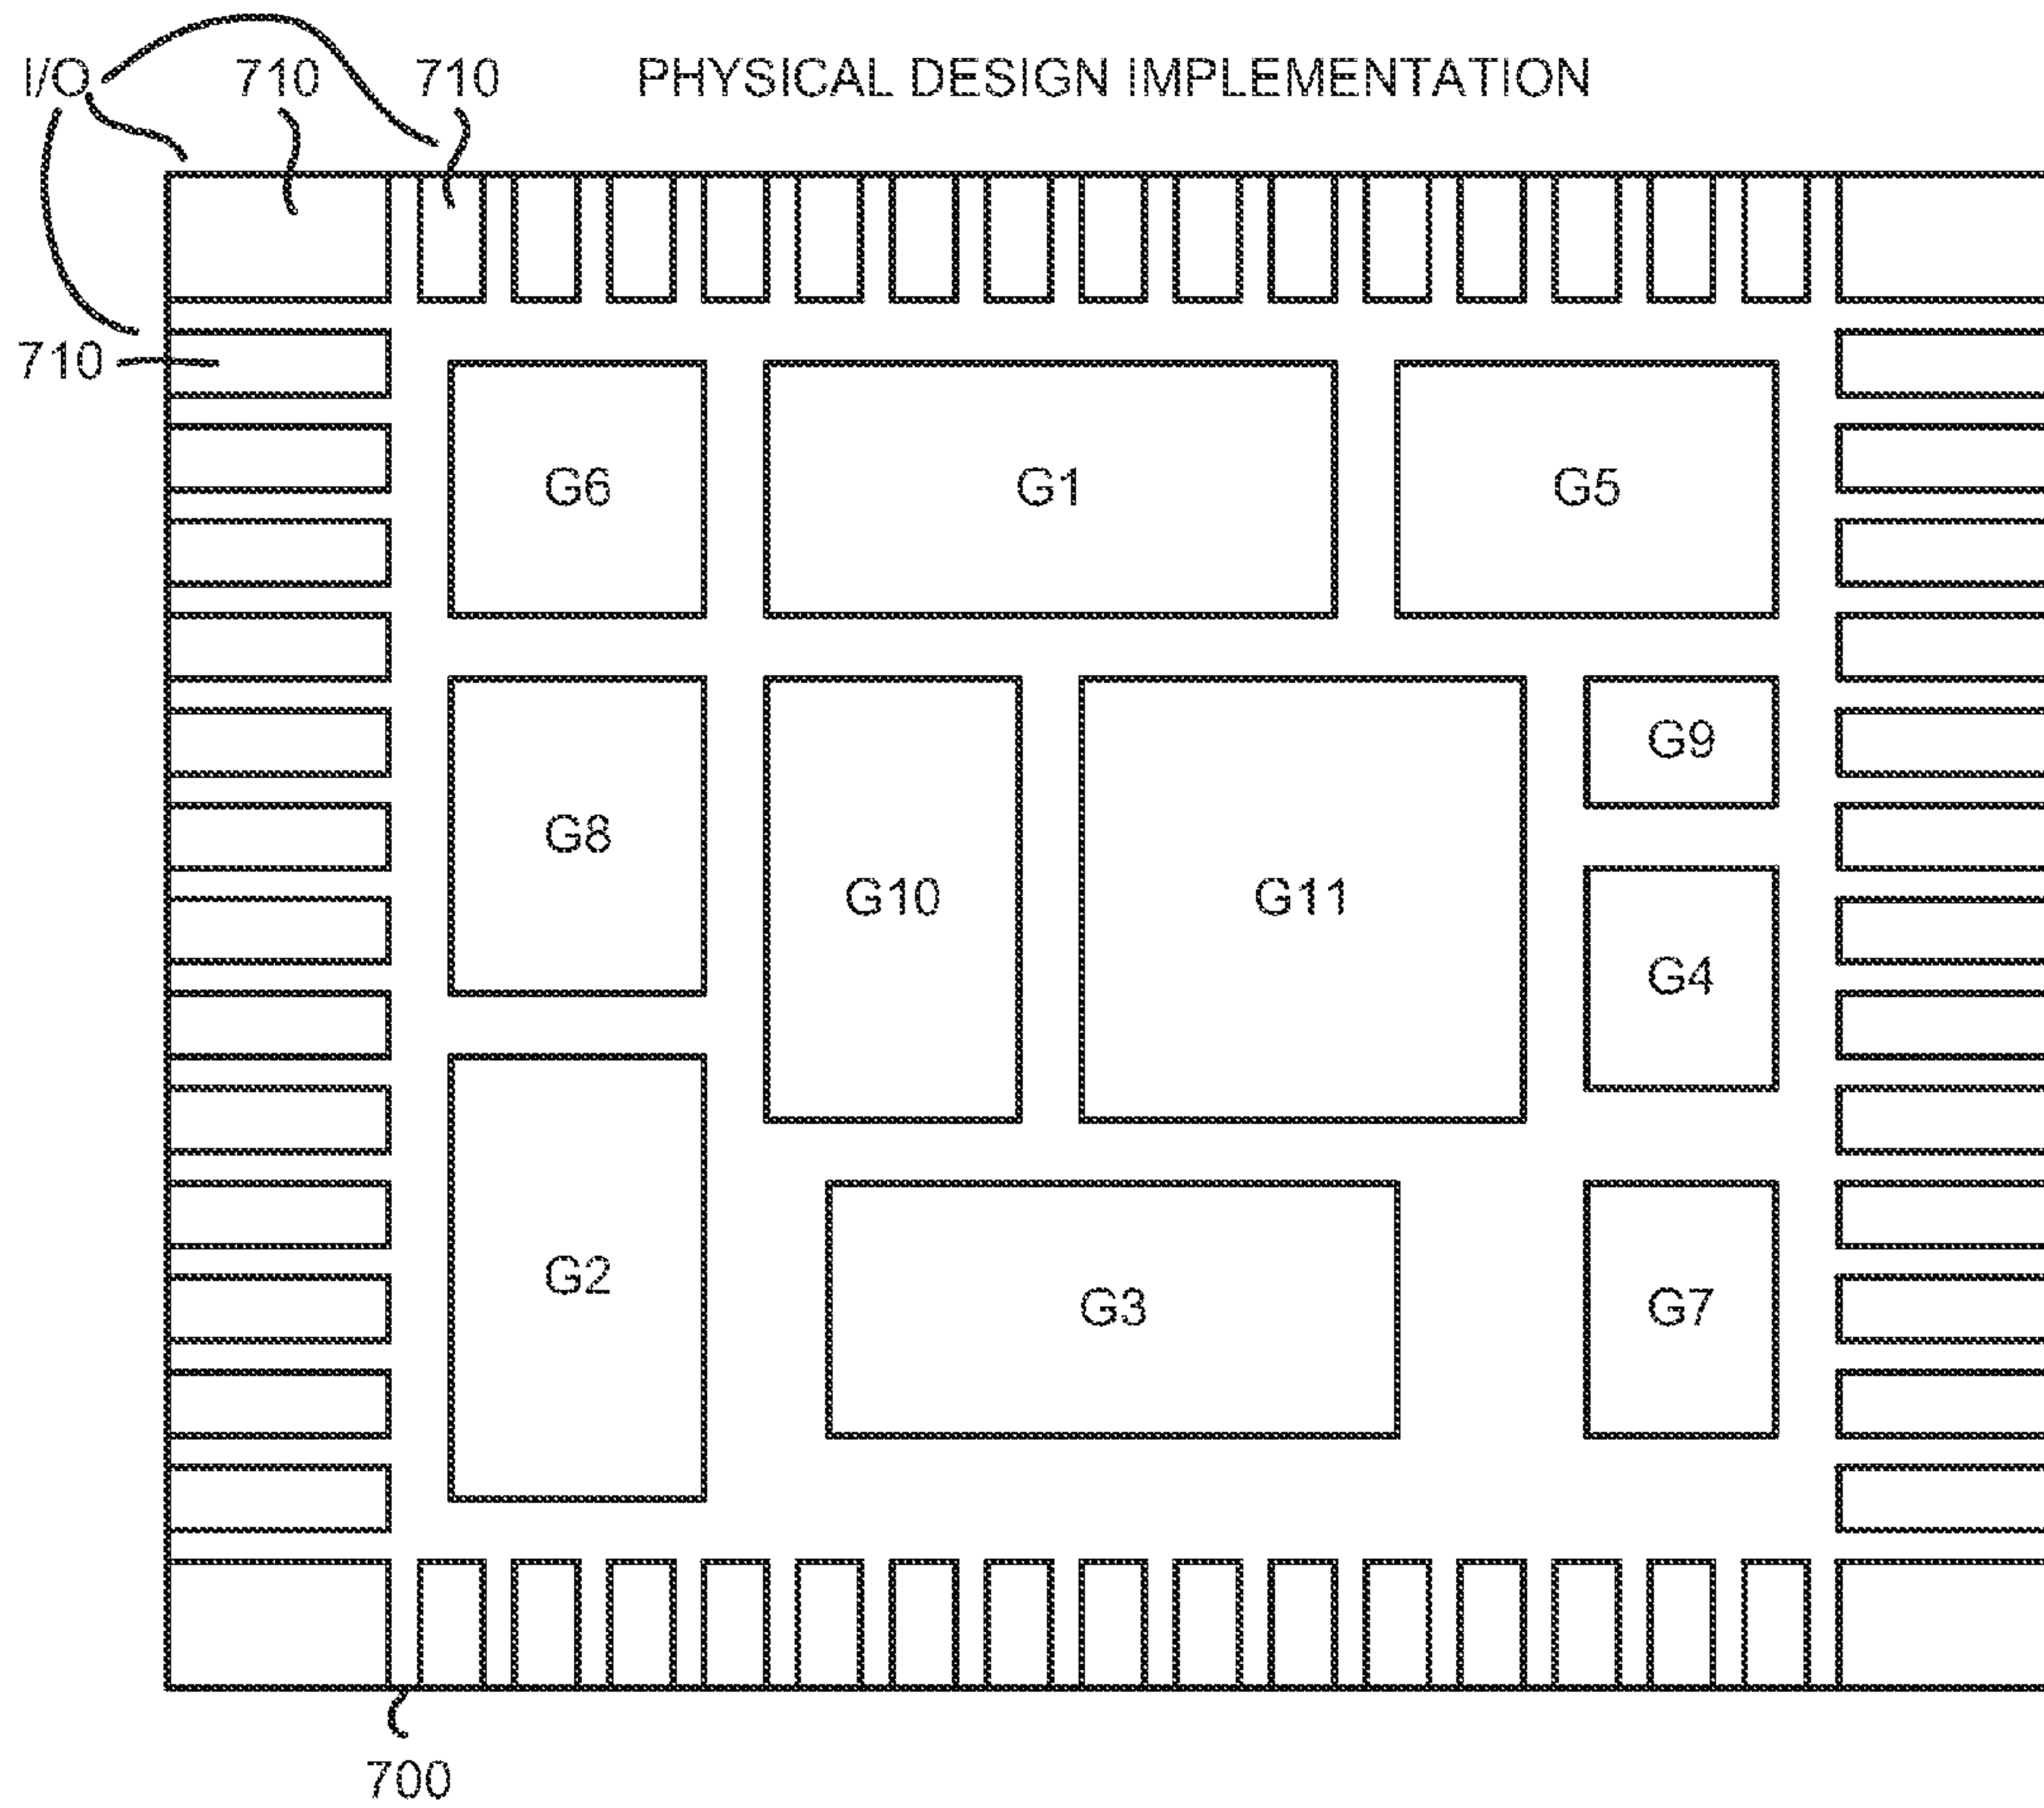 I/O 710 710 PHYSICAL DESIGN IMPLEMENTATION
710
G6 G1 G5
G9
G8
G10 G11
G4
G2
G3 G7
700